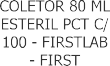 COLETOR 80 ML
ESTERIL PCT C/
100 - FIRSTLAB
- FIRST